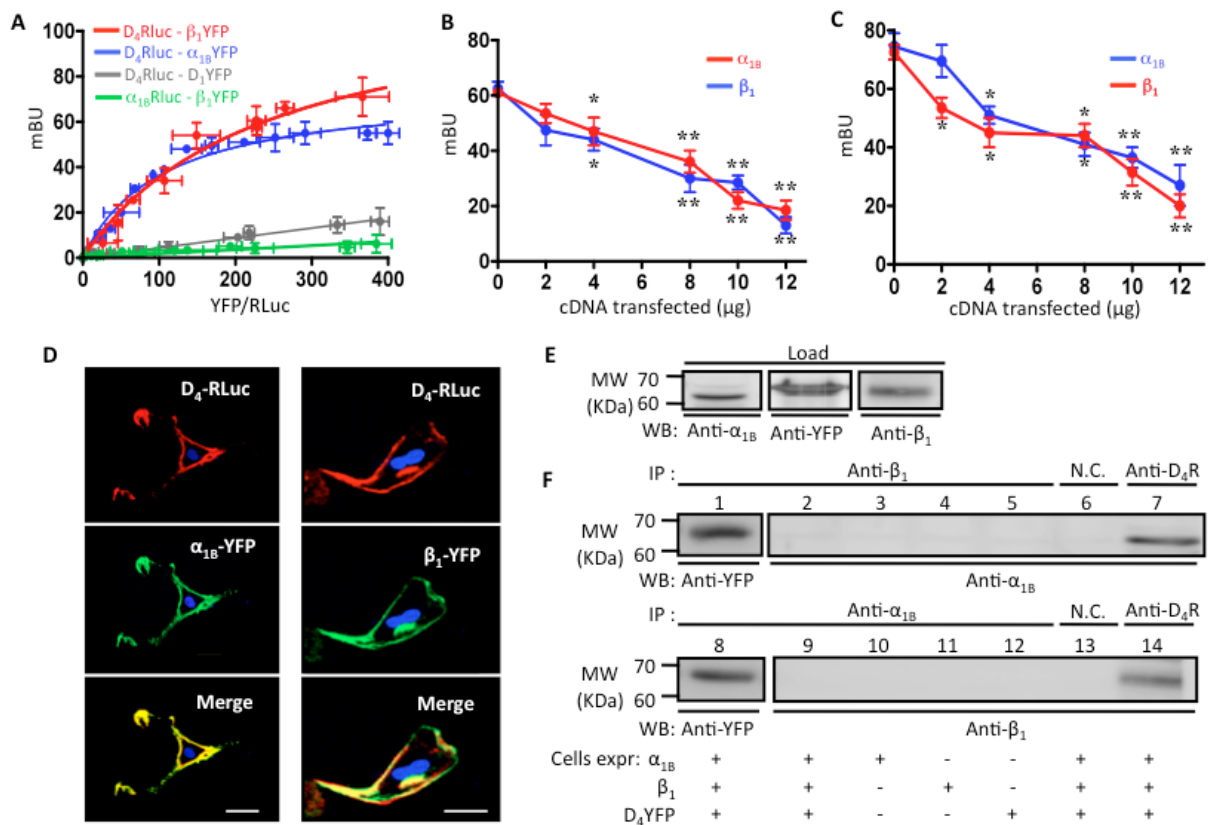 A
D₄Rluc - β₁YFP
D₄Rluc - α₁BYFP
D₄Rluc - D₁YFP
α₁BRluc - β₁YFP
100
80
60
40
20
0
mBU
0 100 200 300 400
YFP/RLuc
B
α₁B
β₁
80
60
40
20
0
mBU
* ** **
* ** ** **
**
0 2 4 6 8 10 12
cDNA transfected (µg)
C
α₁B
β₁
80
60
40
20
0
mBU
* * ** **
* * * ** **
0 2 4 6 8 10 12
cDNA transfected (µg)
D
D₄-RLuc D₄-RLuc
α₁B-YFP β₁-YFP
Merge Merge
E
Load
MW
(KDa)
70
60
WB: Anti-α₁B Anti-YFP Anti-β₁
F
IP : Anti-β₁ N.C. Anti-D₄R
1 2 3 4 5 6 7
MW
(KDa)
70
60
WB: Anti-YFP Anti-α₁B
IP Anti-α₁B N.C. Anti-D₄R
8 9 10 11 12 13 14
MW
(KDa)
70
60
WB: Anti-YFP Anti-β₁
Cells expr: α₁B + + + - - + +
β₁ + + - + - + +
D₄YFP + + - - + + +